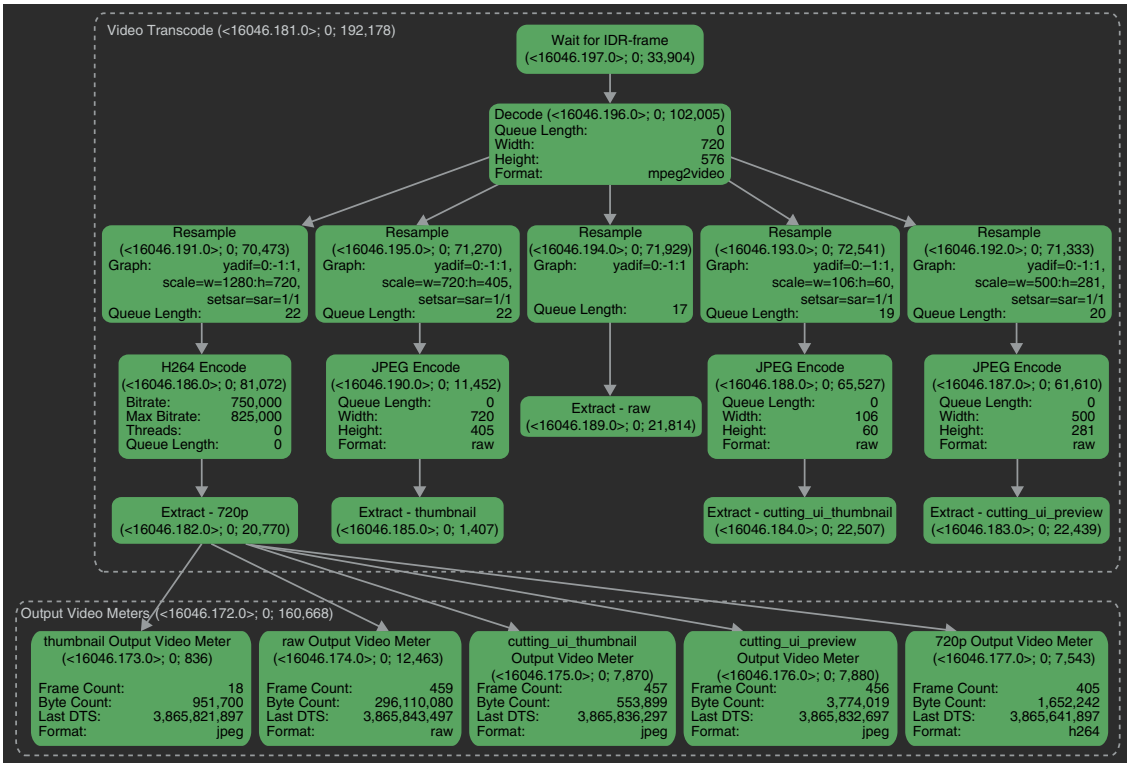 Video Transcode (<16046.181.0>; 0; 192,178)
Wait for IDR-frame
(<16046.197.0>; 0; 33,904)
Decode (<16046.196.0>; 0; 102,005)
Queue Length: 0
Width: 720
Height: 576
Format: mpeg2video
Resample
(<16046.191.0>; 0; 70,473)
Graph: yadif=0:-1:1,
scale=w=1280:h=720,
setsar=sar=1/1
Queue Length: 22
Resample
(<16046.195.0>; 0; 71,270)
Graph: yadif=0:-1:1,
scale=w=720:h=405,
setsar=sar=1/1
Queue Length: 22
Resample
(<16046.194.0>; 0; 71,929)
Graph: yadif=0:-1:1
Queue Length: 17
Resample
(<16046.193.0>; 0; 72,541)
Graph: yadif=0:–1:1,
scale=w=106:h=60,
setsar=sar=1/1
Queue Length: 19
Resample
(<16046.192.0>; 0; 71,333)
Graph: yadif=0:-1:1,
scale=w=500:h=281,
setsar=sar=1/1
Queue Length: 20
H264 Encode
(<16046.186.0>; 0; 81,072)
Bitrate: 750,000
Max Bitrate: 825,000
Threads: 0
Queue Length: 0
JPEG Encode
(<16046.190.0>; 0; 11,452)
Queue Length: 0
Width: 720
Height: 405
Format: raw
Extract - raw
(<16046.189.0>; 0; 21,814)
JPEG Encode
(<16046.188.0>; 0; 65,527)
Queue Length: 0
Width: 106
Height: 60
Format: raw
JPEG Encode
(<16046.187.0>; 0; 61,610)
Queue Length: 0
Width: 500
Height: 281
Format: raw
Extract - 720p
(<16046.182.0>; 0; 20,770)
Extract - thumbnail
(<16046.185.0>; 0; 1,407)
Extract - cutting_ui_thumbnail
(<16046.184.0>; 0; 22,507)
Extract - cutting_ui_preview
(<16046.183.0>; 0; 22,439)
Output Video Meters (<16046.172.0>; 0; 160,668)
thumbnail Output Video Meter
(<16046.173.0>; 0; 836)
Frame Count: 18
Byte Count: 951,700
Last DTS: 3,865,821,897
Format: jpeg
raw Output Video Meter
(<16046.174.0>; 0; 12,463)
Frame Count: 459
Byte Count: 296,110,080
Last DTS: 3,865,843,497
Format: raw
cutting_ui_thumbnail
Output Video Meter
(<16046.175.0>; 0; 7,870)
Frame Count: 457
Byte Count: 553,899
Last DTS: 3,865,836,297
Format: jpeg
cutting_ui_preview
Output Video Meter
(<16046.176.0>; 0; 7,880)
Frame Count: 456
Byte Count: 3,774,019
Last DTS: 3,865,832,697
Format: jpeg
720p Output Video Meter
(<16046.177.0>; 0; 7,543)
Frame Count: 405
Byte Count: 1,652,242
Last DTS: 3,865,641,897
Format: h264